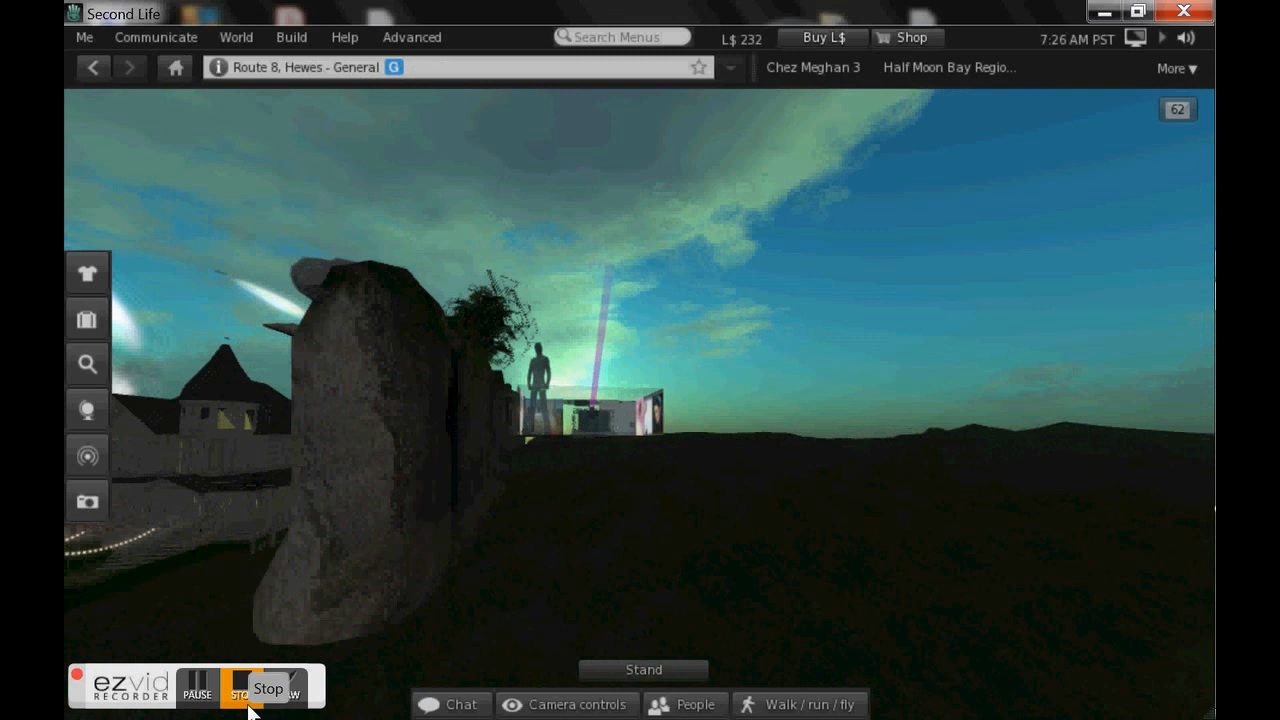 Second Life
Me Communicate World Build Help Advanced Search Menus L$ 232 Buy L$ Shop 7:26 AM PST
Route 8, Hewes - General G Chez Meghan 3 Half Moon Bay Regio... More
62
Stand
ezvid
RECORDER
PAUSE STO Stop AW
Chat Camera controls People Walk / run / fly